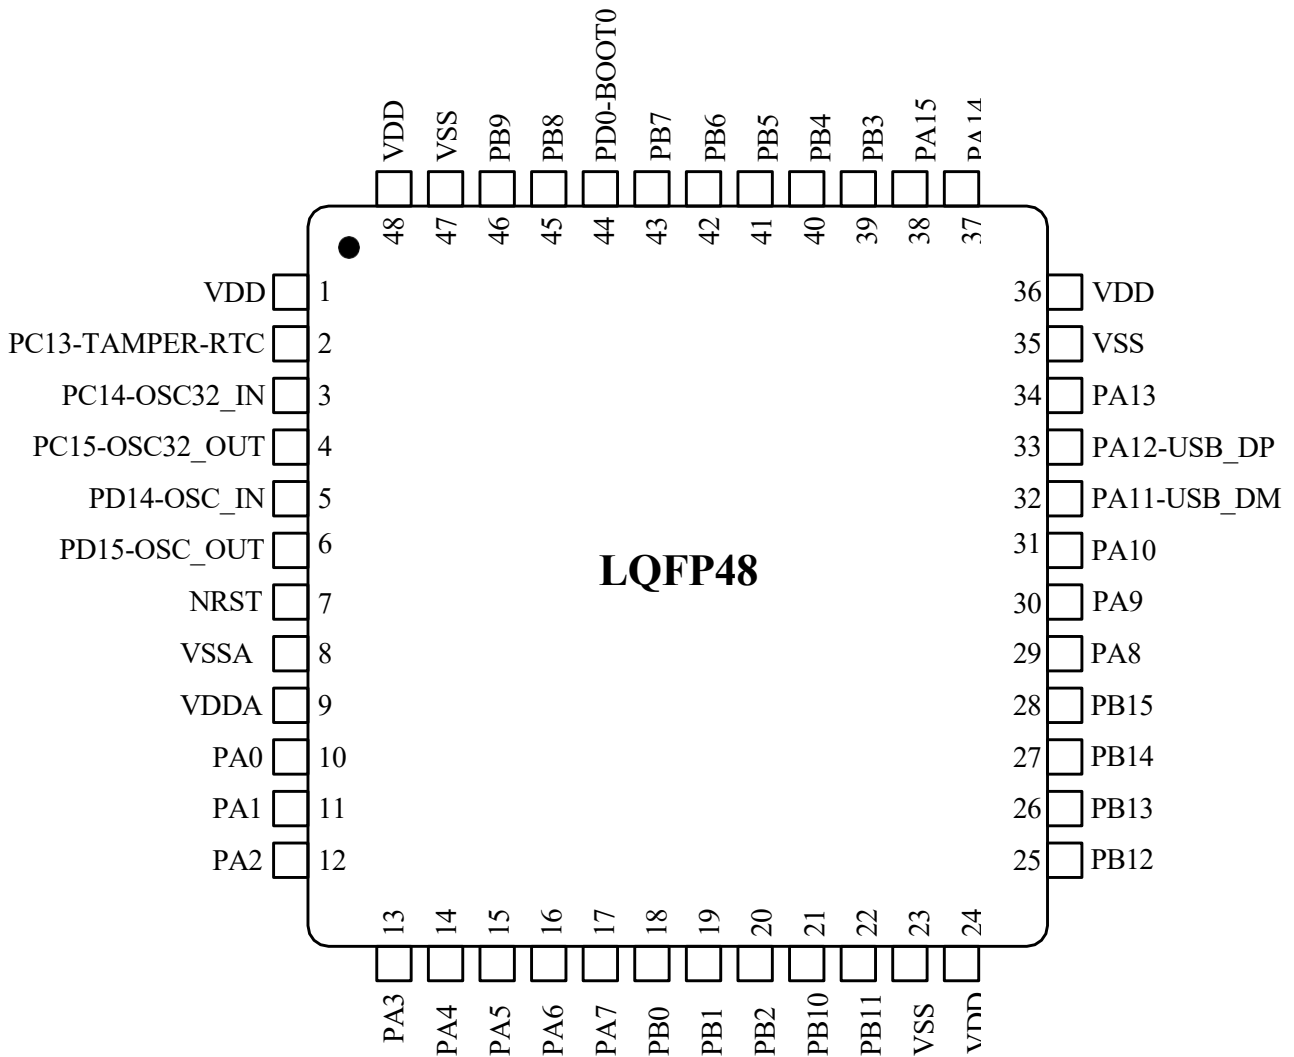 VDD VSS PB9 PB8 PD0-BOOT0 PB7 PB6 PB5 PB4 PB3 PA15 PA14
48 47 46 45 44 43 42 41 40 39 38 37
VDD 1 36 VDD
PC13-TAMPER-RTC 2 35 VSS
PC14-OSC32_IN 3 34 PA13
PC15-OSC32_OUT 4 33 PA12-USB_DP
PD14-OSC_IN 5 32 PA11-USB_DM
PD15-OSC_OUT 6 31 PA10
LQFP48
NRST 7 30 PA9
VSSA 8 29 PA8
VDDA 9 28 PB15
PA0 10 27 PB14
PA1 11 26 PB13
PA2 12 25 PB12
13 14 15 16 17 18 19 20 21 22 23 24
PA3 PA4 PA5 PA6 PA7 PB0 PB1 PB2 PB10 PB11 VSS VDD